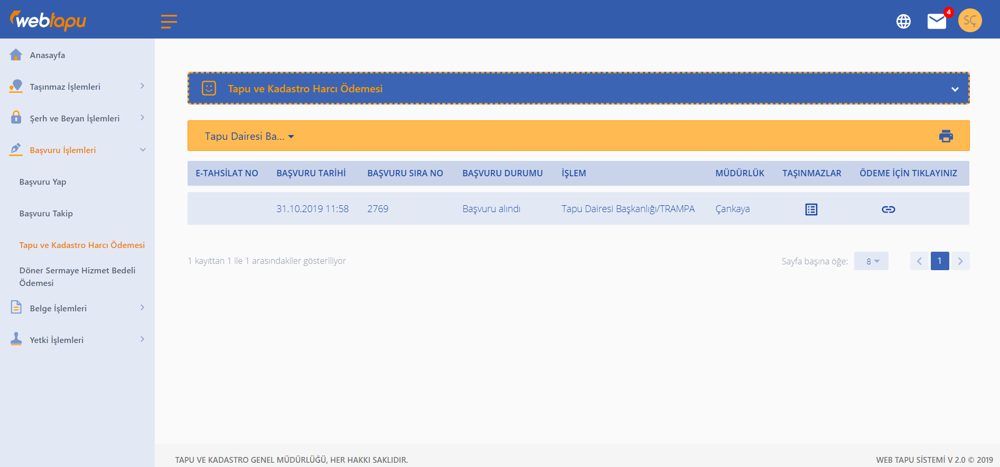 webtapu
4
SÇ
Anasayfa
Taşınmaz İşlemleri
Şerh ve Beyan İşlemleri
Başvuru İşlemleri
Başvuru Yap
Başvuru Takip
Tapu ve Kadastro Harcı Ödemesi
Döner Sermaye Hizmet Bedeli
Ödemesi
Belge İşlemleri
Yetki İşlemleri
Tapu ve Kadastro Harcı Ödemesi
Tapu Dairesi Ba...
E-TAHSİLAT NO BAŞVURU TARİHİ BAŞVURU SIRA NO BAŞVURU DURUMU İŞLEM MÜDÜRLÜK TAŞINMAZLAR ÖDEME İÇİN TIKLAYINIZ
31.10.2019 11:58 2769 Başvuru alındı Tapu Dairesi Başkanlığı/TRAMPA Çankaya
1 kayıttan 1 ile 1 arasındakiler gösteriliyor Sayfa başına öğe: 8 1
TAPU VE KADASTRO GENEL MÜDÜRLÜĞÜ, HER HAKKI SAKLIDIR. WEB TAPU SİSTEMİ V 2.0 © 2019